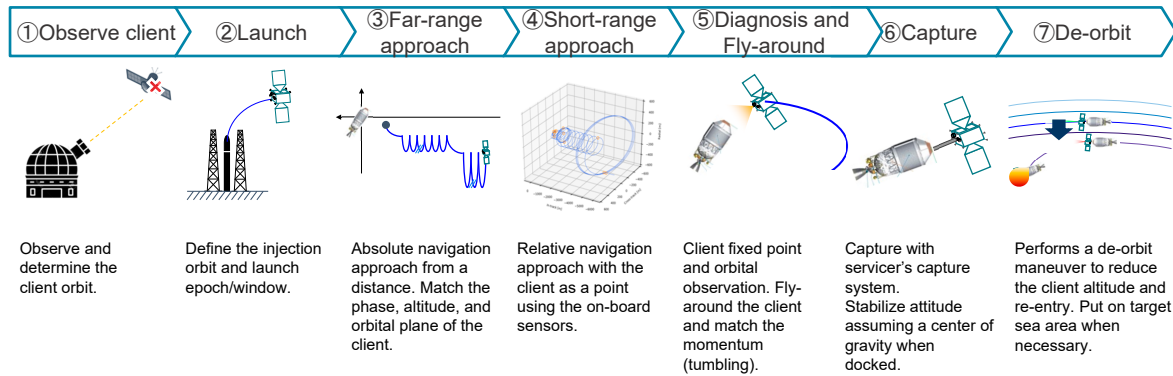 ①Observe client
②Launch
③Far-range
approach
④Short-range
approach
⑤Diagnosis and
Fly-around
⑥Capture
⑦De-orbit
Observe and
determine the
client orbit.
Define the injection
orbit and launch
epoch/window.
Absolute navigation
approach from a
distance. Match the
phase, altitude, and
orbital plane of the
client.
Relative navigation
approach with the
client as a point
using the on-board
sensors.
Client fixed point
and orbital
observation. Fly-
around the client
and match the
momentum
(tumbling).
Capture with
servicer’s capture
system.
Stabilize attitude
assuming a center of
gravity when
docked.
Performs a de-orbit
maneuver to reduce
the client altitude and
re-entry. Put on target
sea area when
necessary.